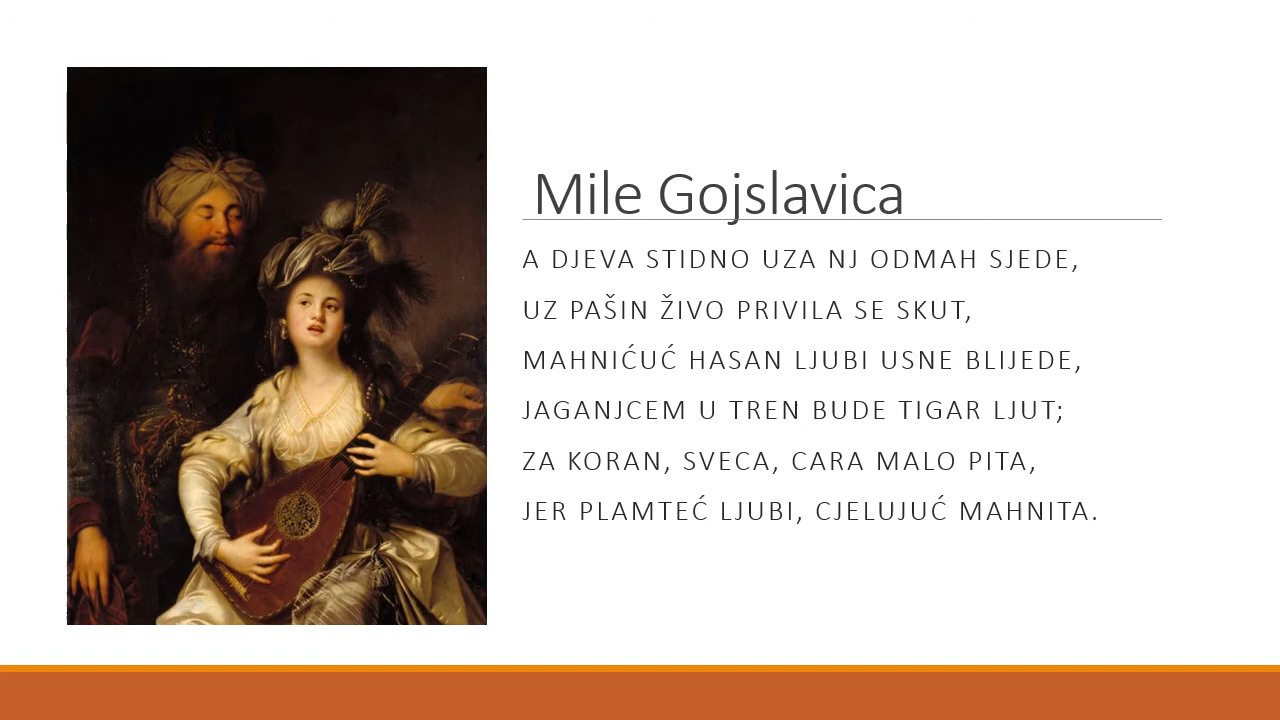 Mile Gojslavica
A DJEVA STIDNO UZA NJ ODMAH SJEDE,
UZ PAŠIN ŽIVO PRIVILA SE SKUT,
MAHNIĆUĆ HASAN LJUBI USNE BLIJEDE,
JAGANJCEM U TREN BUDE TIGAR LJUT;
ZA KORAN, SVECA, CARA MALO PITA,
JER PLAMTEĆ LJUBI, CJELUJUĆ MAHNITA.